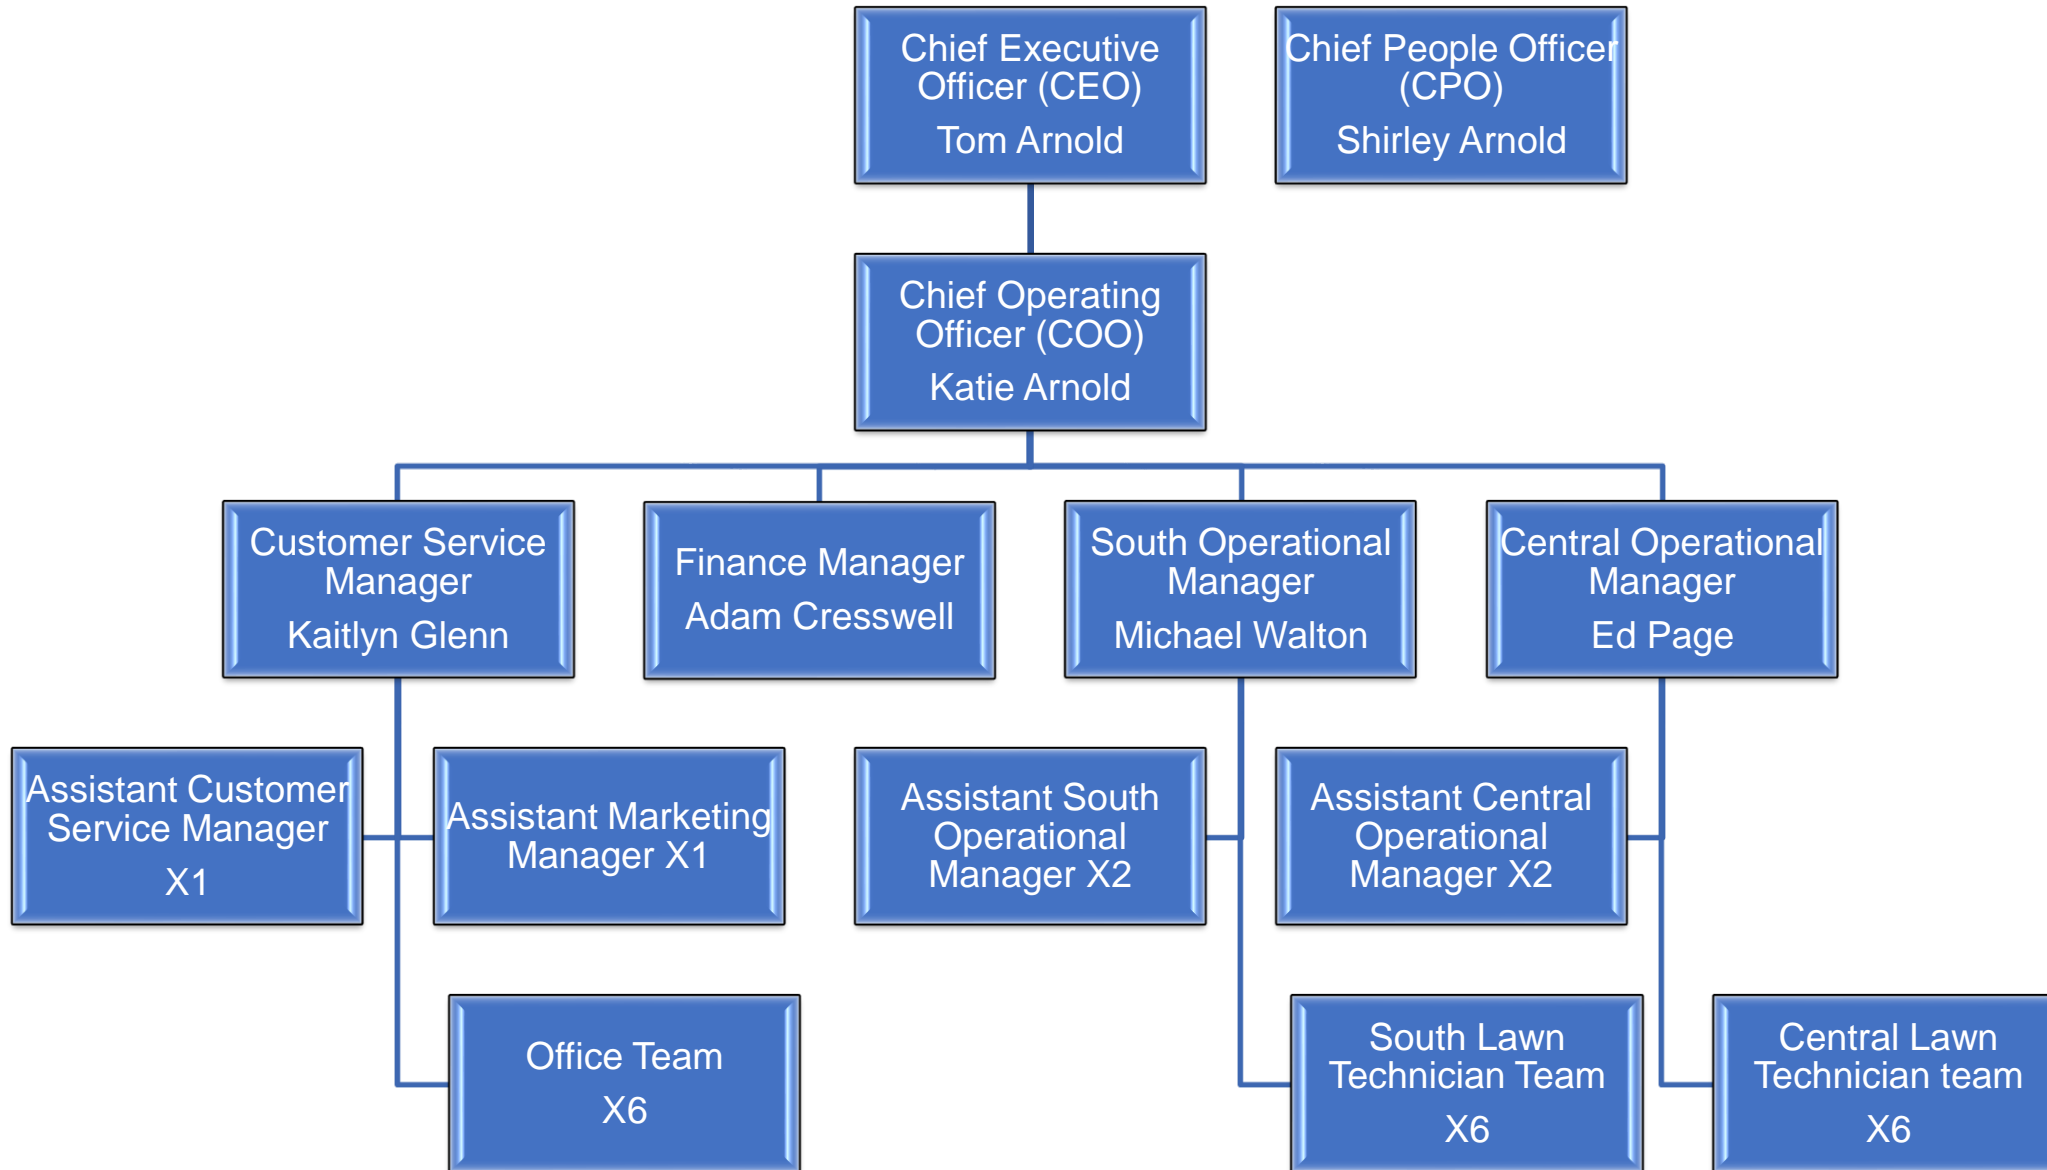 Chief Executive
Officer (CEO)
Tom Arnold
Chief People Officer
(CPO)
Shirley Arnold
Chief Operating
Officer (COO)
Katie Arnold
Customer Service
Manager
Kaitlyn Glenn
Finance Manager
Adam Cresswell
South Operational
Manager
Michael Walton
Central Operational
Manager
Ed Page
Assistant Customer
Service Manager
X1
Assistant Marketing
Manager X1
Assistant South
Operational
Manager X2
Assistant Central
Operational
Manager X2
Office Team
X6
South Lawn
Technician Team
X6
Central Lawn
Technician team
X6